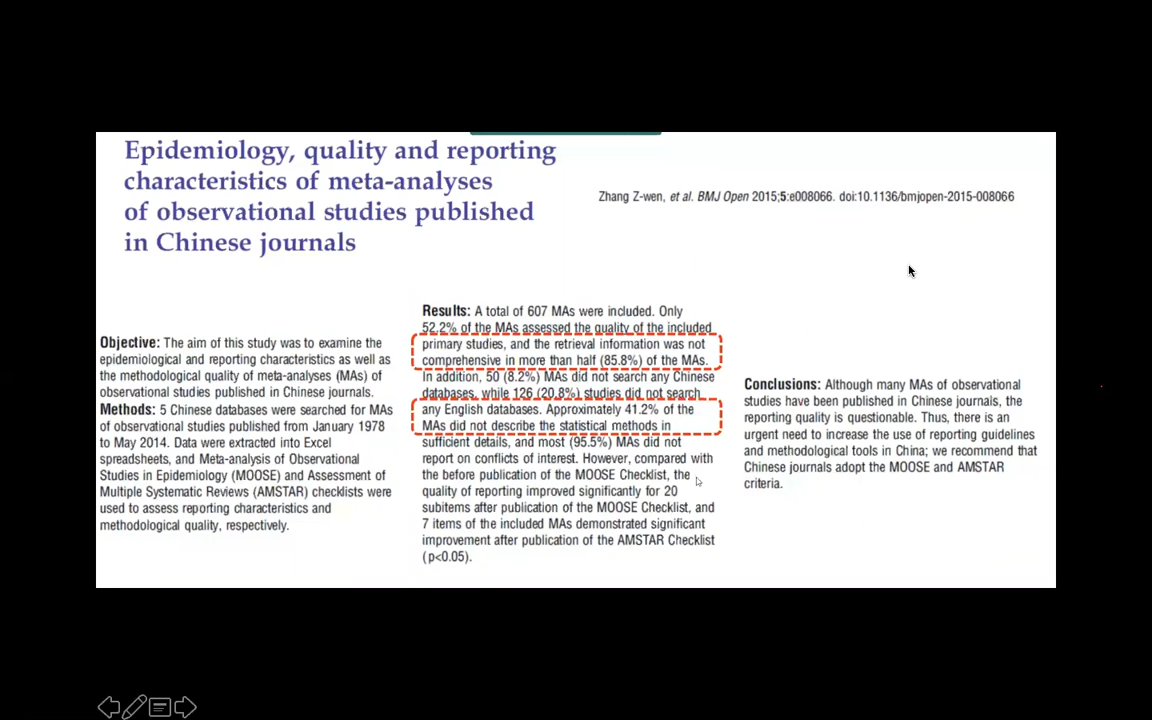 Epidemiology, quality and reporting
characteristics of meta-analyses
of observational studies published
in Chinese journals
Zhang Z-wen, et al. BMJ Open 2015;5:e008066. doi:10.1136/bmjopen-2015-008066
Objective: The aim of this study was to examine the
epidemiological and reporting characteristics as well as
the methodological quality of meta-analyses (MAs) of
observational studies published in Chinese journals.
Methods: 5 Chinese databases were searched for MAs
of observational studies published from January 1978
to May 2014. Data were extracted into Excel
spreadsheets, and Meta-analysis of Observational
Studies in Epidemiology (MOOSE) and Assessment of
Multiple Systematic Reviews (AMSTAR) checklists were
used to assess reporting characteristics and
methodological quality, respectively.
Results: A total of 607 MAs were included. Only
52.2% of the MAs assessed the quality of the included
primary studies, and the retrieval information was not
comprehensive in more than half (85.8%) of the MAs.
In addition, 50 (8.2%) MAs did not search any Chinese
databases, while 126 (20.8%) studies did not search
any English databases. Approximately 41.2% of the
MAs did not describe the statistical methods in
sufficient details, and most (95.5%) MAs did not
report on conflicts of interest. However, compared with
the before publication of the MOOSE Checklist, the
quality of reporting improved significantly for 20
subitems after publication of the MOOSE Checklist, and
7 items of the included MAs demonstrated significant
improvement after publication of the AMSTAR Checklist
(p<0.05).
Conclusions: Although many MAs of observational
studies have been published in Chinese journals, the
reporting quality is questionable. Thus, there is an
urgent need to increase the use of reporting guidelines
and methodological tools in China; we recommend that
Chinese journals adopt the MOOSE and AMSTAR
criteria.